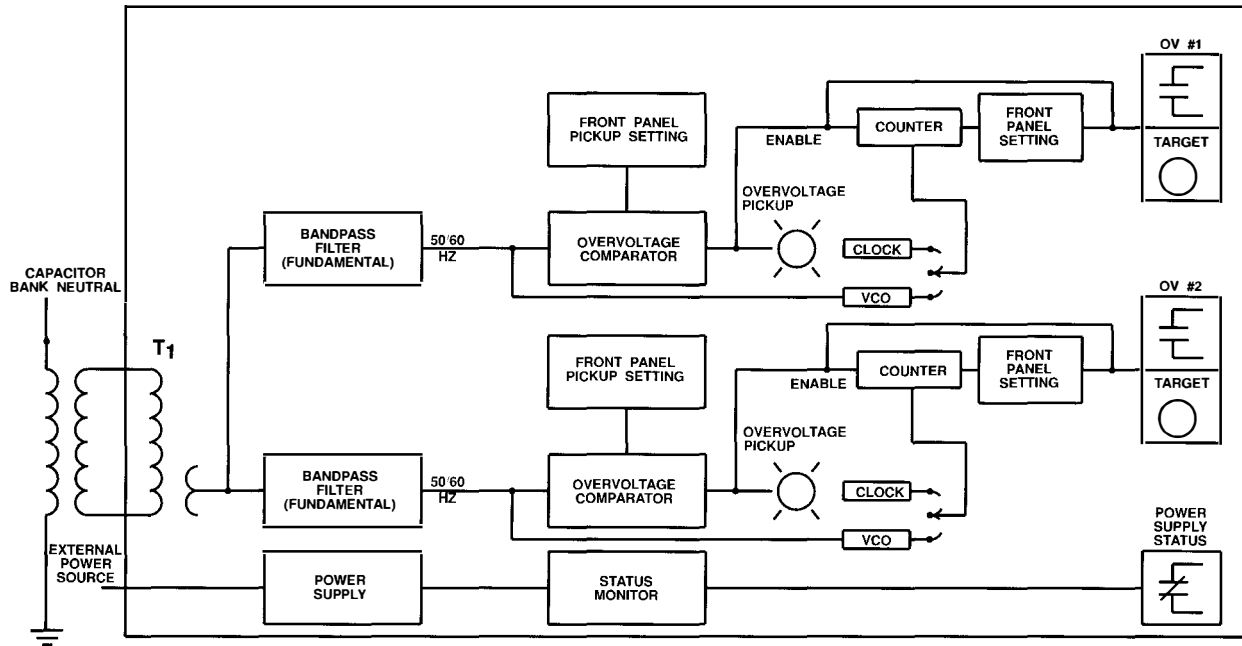 OV #1
FRONT PANEL
PICKUP SETTING
ENABLE
COUNTER
FRONT
PANEL
SETTING
TARGET
OVERVOLTAGE
PICKUP
BANDPASS
FILTER
(FUNDAMENTAL)
50/60
HZ
OVERVOLTAGE
COMPARATOR
CLOCK
VCO
CAPACITOR
BANK NEUTRAL
T1
OV #2
FRONT PANEL
PICKUP SETTING
ENABLE
COUNTER
FRONT
PANEL
SETTING
TARGET
OVERVOLTAGE
PICKUP
BANDPASS
FILTER
(FUNDAMENTAL)
50/60
HZ
OVERVOLTAGE
COMPARATOR
CLOCK
VCO
EXTERNAL
POWER
SOURCE
POWER
SUPPLY
STATUS
MONITOR
POWER
SUPPLY
STATUS